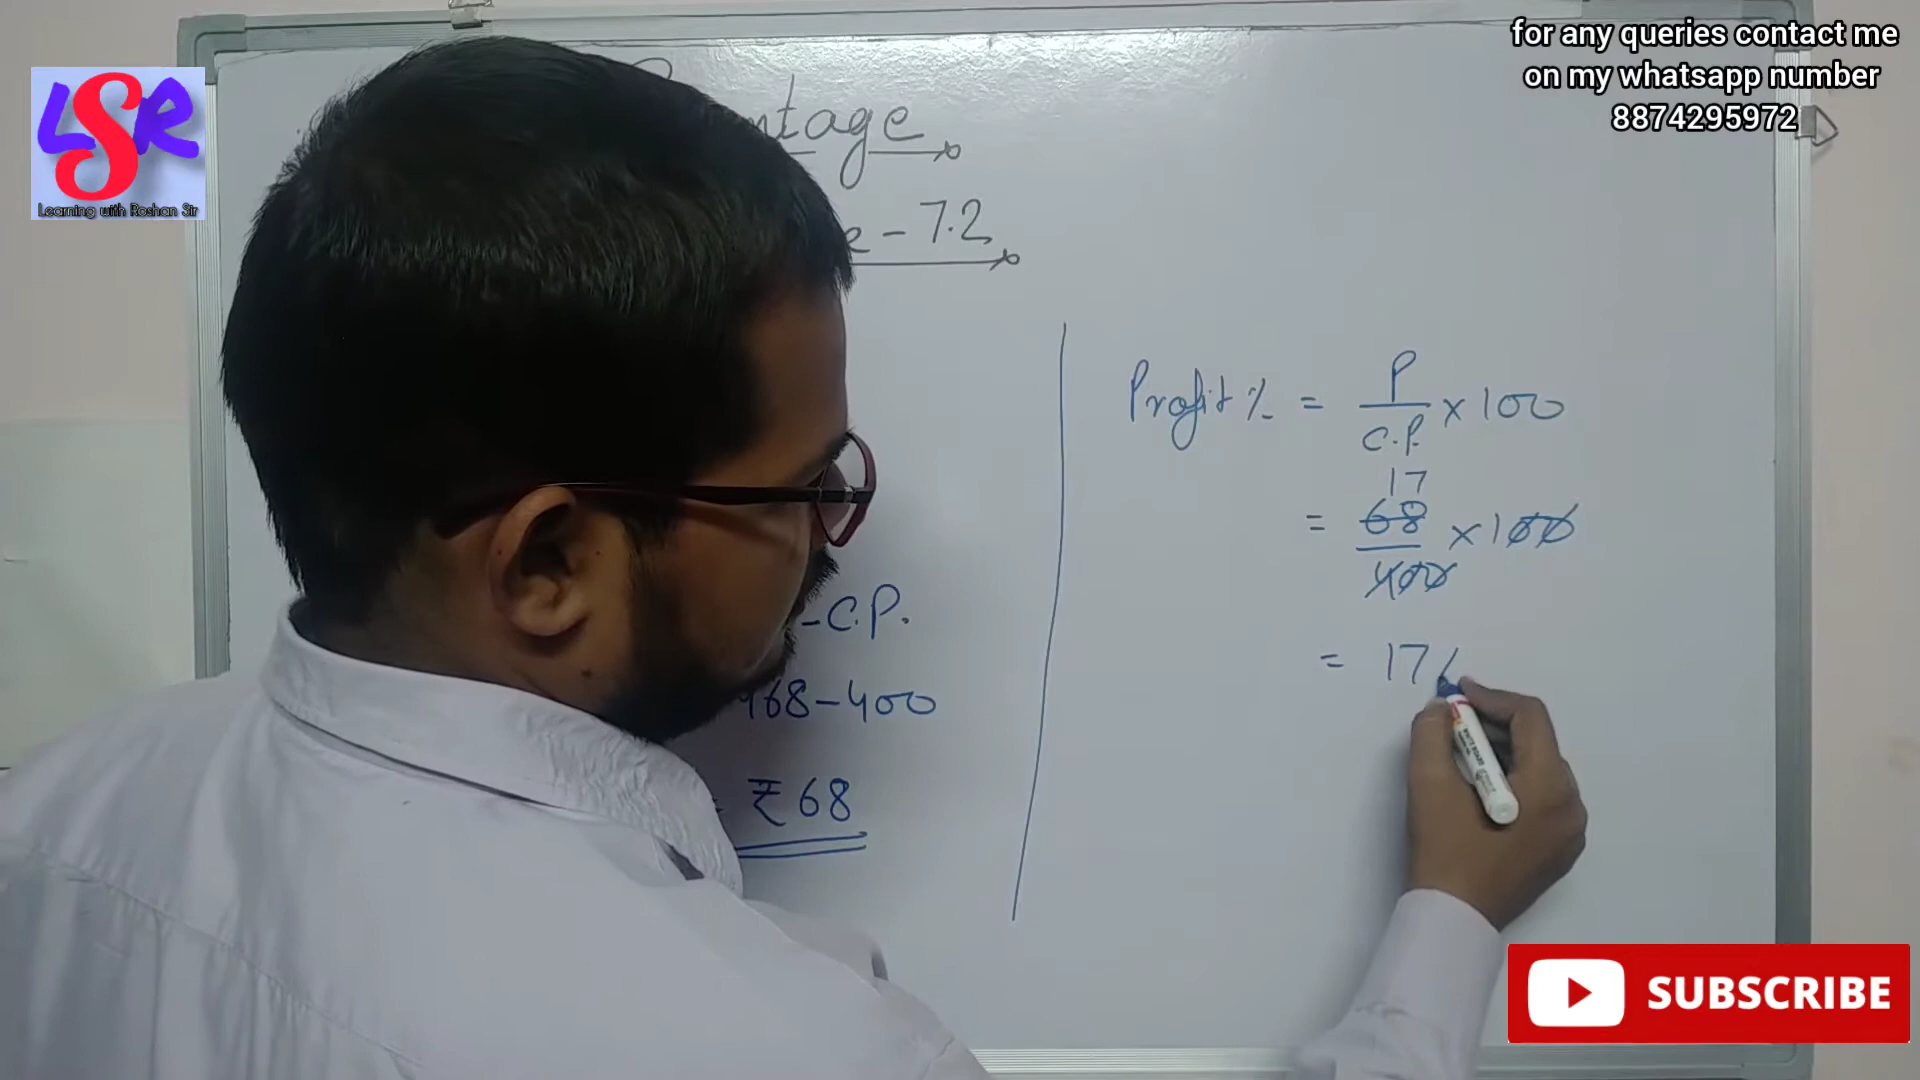 for any queries contact me
on my whatsapp number
8874295972
LSR
Learning with Roshan Sir
ntage
e - 7.2
- C.P.
468 - 400
= ₹ 68
Profit % = P / C.P. × 100
17
= 68 / 400 × 100
= 17
SUBSCRIBE